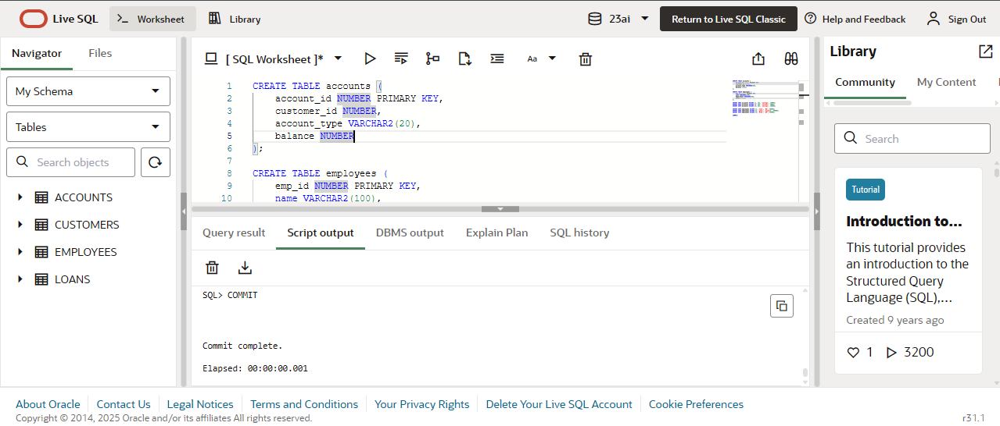 Live SQL
Worksheet
Library
23ai
Return to Live SQL Classic
Help and Feedback
Sign Out
Navigator
Files
My Schema
Tables
Search objects
ACCOUNTS
CUSTOMERS
EMPLOYEES
LOANS
[ SQL Worksheet ]*
Aa
1 CREATE TABLE accounts (
2 account_id NUMBER PRIMARY KEY,
3 customer_id NUMBER,
4 account_type VARCHAR2(20),
5 balance NUMBER
6 );
7
8 CREATE TABLE employees (
9 emp_id NUMBER PRIMARY KEY,
10 name VARCHAR2(100),
Query result
Script output
DBMS output
Explain Plan
SQL history
SQL> COMMIT
Commit complete.
Elapsed: 00:00:00.001
Library
Community
My Content
Search
Tutorial
Introduction to...
This tutorial provides
an introduction to the
Structured Query
Language (SQL),...
Created 9 years ago
1 3200
About Oracle
Contact Us
Legal Notices
Terms and Conditions
Your Privacy Rights
Delete Your Live SQL Account
Cookie Preferences
Copyright © 2014, 2025 Oracle and/or its affiliates All rights reserved.
r31.1